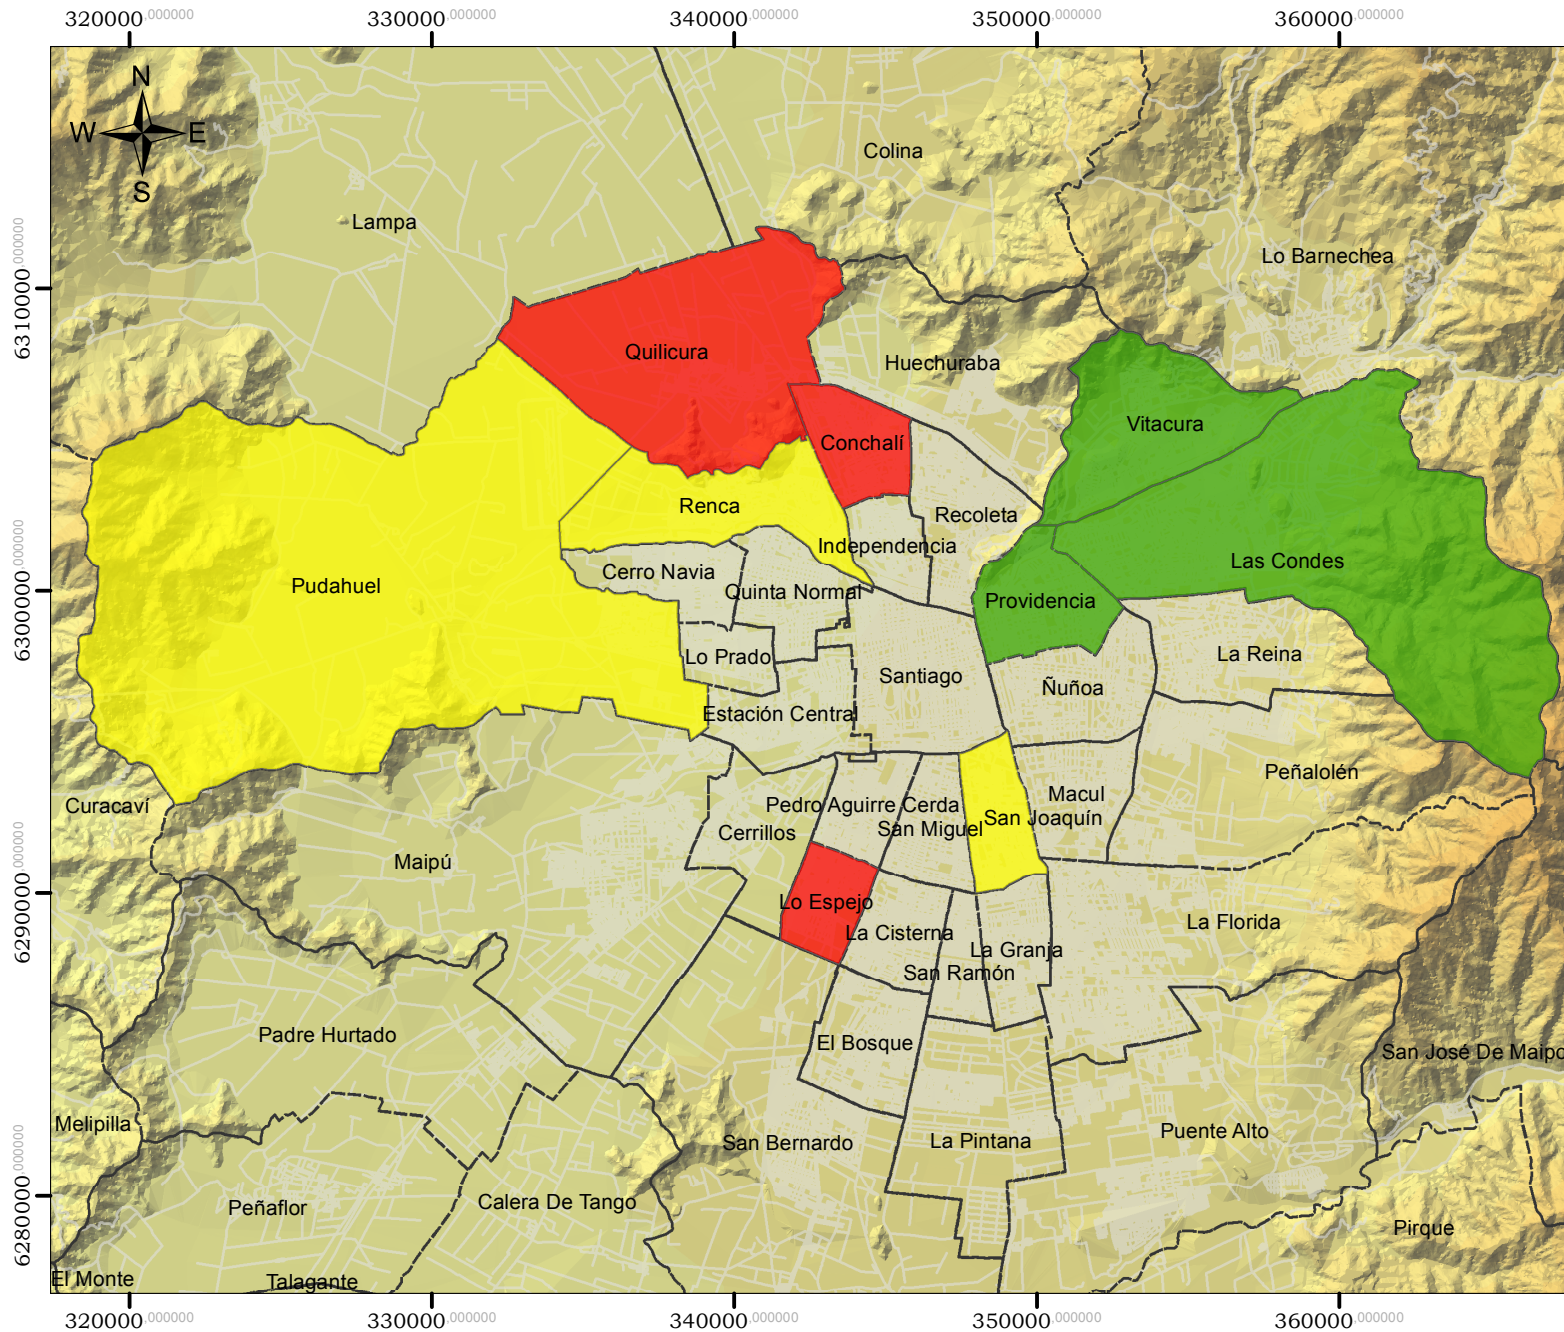 320000,000000 330000,000000 340000,000000 350000,000000 360000,000000
N
W E
S
Colina
Lampa
Lo Barnechea
6310000,000000
Quilicura
Huechuraba
Vitacura
Conchalí
Renca
Recoleta
Independencia
Las Condes
Cerro Navia
Pudahuel
Quinta Normal
Providencia
6300000,000000
Lo Prado
La Reina
Santiago
Ñuñoa
Estación Central
Peñalolén
Macul
Curacaví
Pedro Aguirre Cerda
San Joaquín
San Miguel
Cerrillos
Maipú
6290000,000000
Lo Espejo
La Florida
La Cisterna
La Granja
San Ramón
Padre Hurtado
El Bosque
San José De Maipo
Melipilla
Puente Alto
San Bernardo
La Pintana
6280000,000000
Calera De Tango
Peñaflor
Pirque
El Monte
Talagante
320000,000000 330000,000000 340000,000000 350000,000000 360000,000000